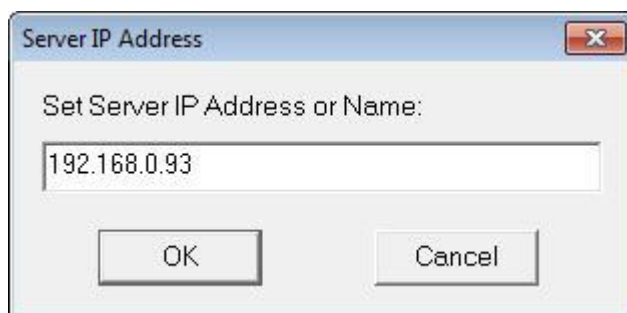 Server IP Address
Set Server IP Address or Name:
192.168.0.93
OK Cancel